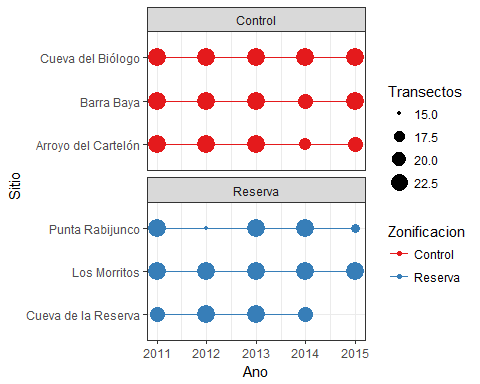 Control
Cueva del Biólogo
Barra Baya
Arroyo del Cartelón
Reserva
Punta Rabijunco
Los Morritos
Cueva de la Reserva
2011 2012 2013 2014 2015
Ano
Sitio
Transectos
15.0
17.5
20.0
22.5
Zonificacion
Control
Reserva